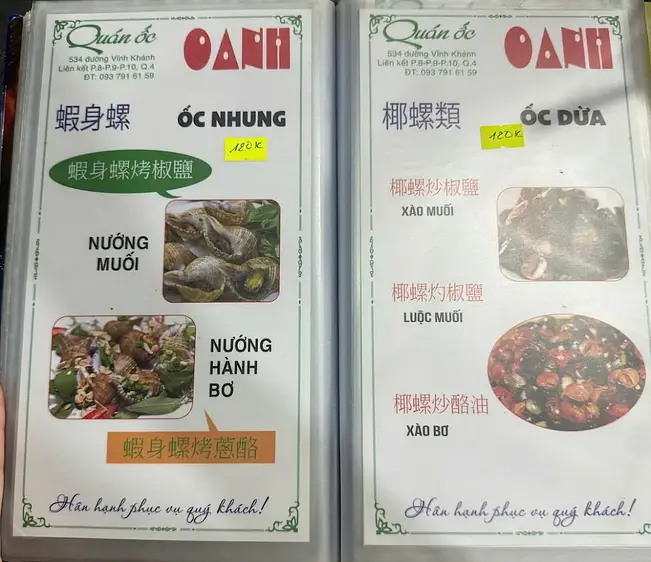 Quán ốc
OANH
534 đường Vĩnh Khánh
Liên kết P.8-P.9-P.10, Q.4
ĐT: 093 791 61 59
蝦身螺
ỐC NHUNG
120K
蝦身螺烤椒鹽
NƯỚNG
MUỐI
NƯỚNG
HÀNH
BƠ
蝦身螺烤蔥酪
Hân hạnh phục vụ quý khách!
Quán ốc
OANH
534 đường Vĩnh Khánh
Liên kết P.8-P.9-P.10, Q.4
ĐT: 093 791 61 59
椰螺類
ỐC DỪA
120K
椰螺炒椒鹽
XÀO MUỐI
椰螺灼椒鹽
LUỘC MUỐI
椰螺炒酪油
XÀO BƠ
Hân hạnh phục vụ quý khách!